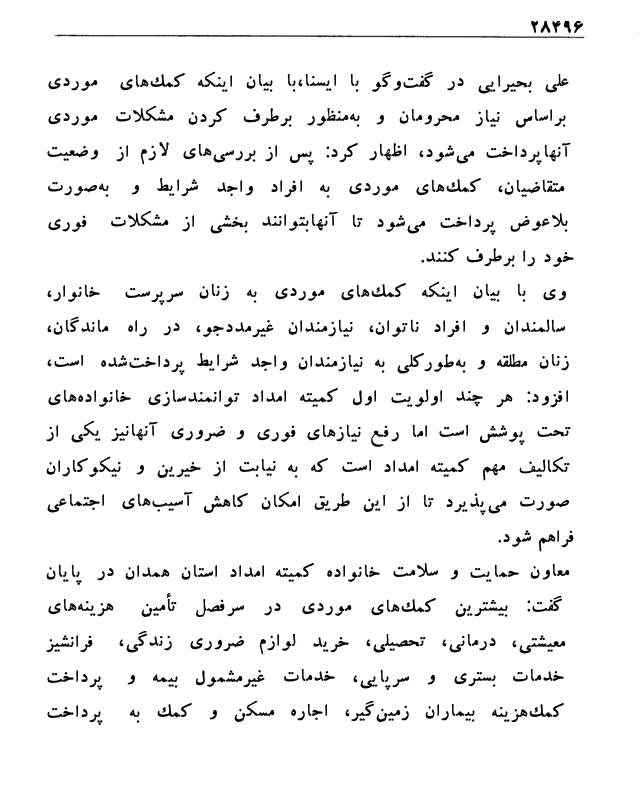 ۲۸۴۹۶
علی بحیرایی در گفت‌وگو با ایسنا،با بیان اینکه کمك‌های موردی
براساس نیاز محرومان و به‌منظور برطرف کردن مشکلات موردی
آنهاپرداخت می‌شود، اظهار کرد: پس از بررسی‌های لازم از وضعیت
متقاضیان، کمك‌های موردی به افراد واجد شرایط و به‌صورت
بلاعوض پرداخت می‌شود تا آنهابتوانند بخشی از مشکلات فوری
خود را برطرف کنند.
وی با بیان اینکه کمك‌های موردی به زنان سرپرست خانوار،
سالمندان و افراد ناتوان، نیازمندان غیرمددجو، در راه ماندگان،
زنان مطلقه و به‌طورکلی به نیازمندان واجد شرایط پرداخت‌شده است،
افزود: هر چند اولویت اول کمیته امداد توانمندسازی خانواده‌های
تحت پوشش است اما رفع نیازهای فوری و ضروری آنهانیز یکی از
تکالیف مهم کمیته امداد است که به نیابت از خیرین و نیکوکاران
صورت می‌پذیرد تا از این طریق امکان کاهش آسیب‌های اجتماعی
فراهم شود.
معاون حمایت و سلامت خانواده کمیته امداد استان همدان در پایان
گفت: بیشترین کمك‌های موردی در سرفصل تأمین هزینه‌های
معیشتی، درمانی، تحصیلی، خرید لوازم ضروری زندگی، فرانشیز
خدمات بستری و سرپایی، خدمات غیرمشمول بیمه و پرداخت
کمك‌هزینه بیماران زمین‌گیر، اجاره مسکن و کمك به پرداخت